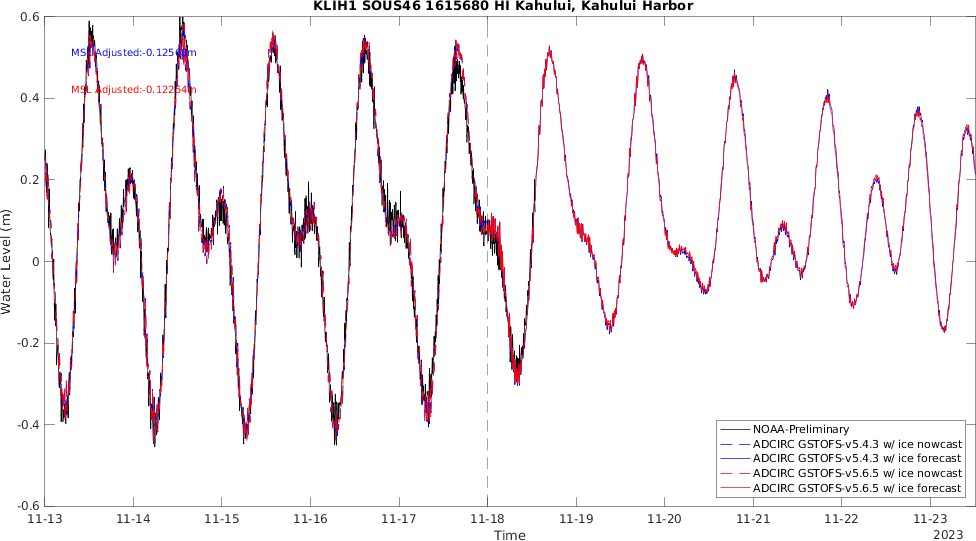 KLIH1 SOUS46 1615680 HI Kahului, Kahului Harbor
0.6
MSL Adjusted:-0.125
0.4
MSL Adjusted:-0.12254m
0.2
Water Level (m)
0
-0.2
-0.4
-0.6
NOAA-Preliminary
ADCIRC GSTOFS-v5.4.3 w/ ice nowcast
ADCIRC GSTOFS-v5.4.3 w/ ice forecast
ADCIRC GSTOFS-v5.6.5 w/ ice nowcast
ADCIRC GSTOFS-v5.6.5 w/ ice forecast
11-13 11-14 11-15 11-16 11-17 11-18 11-19 11-20 11-21 11-22 11-23
Time
2023